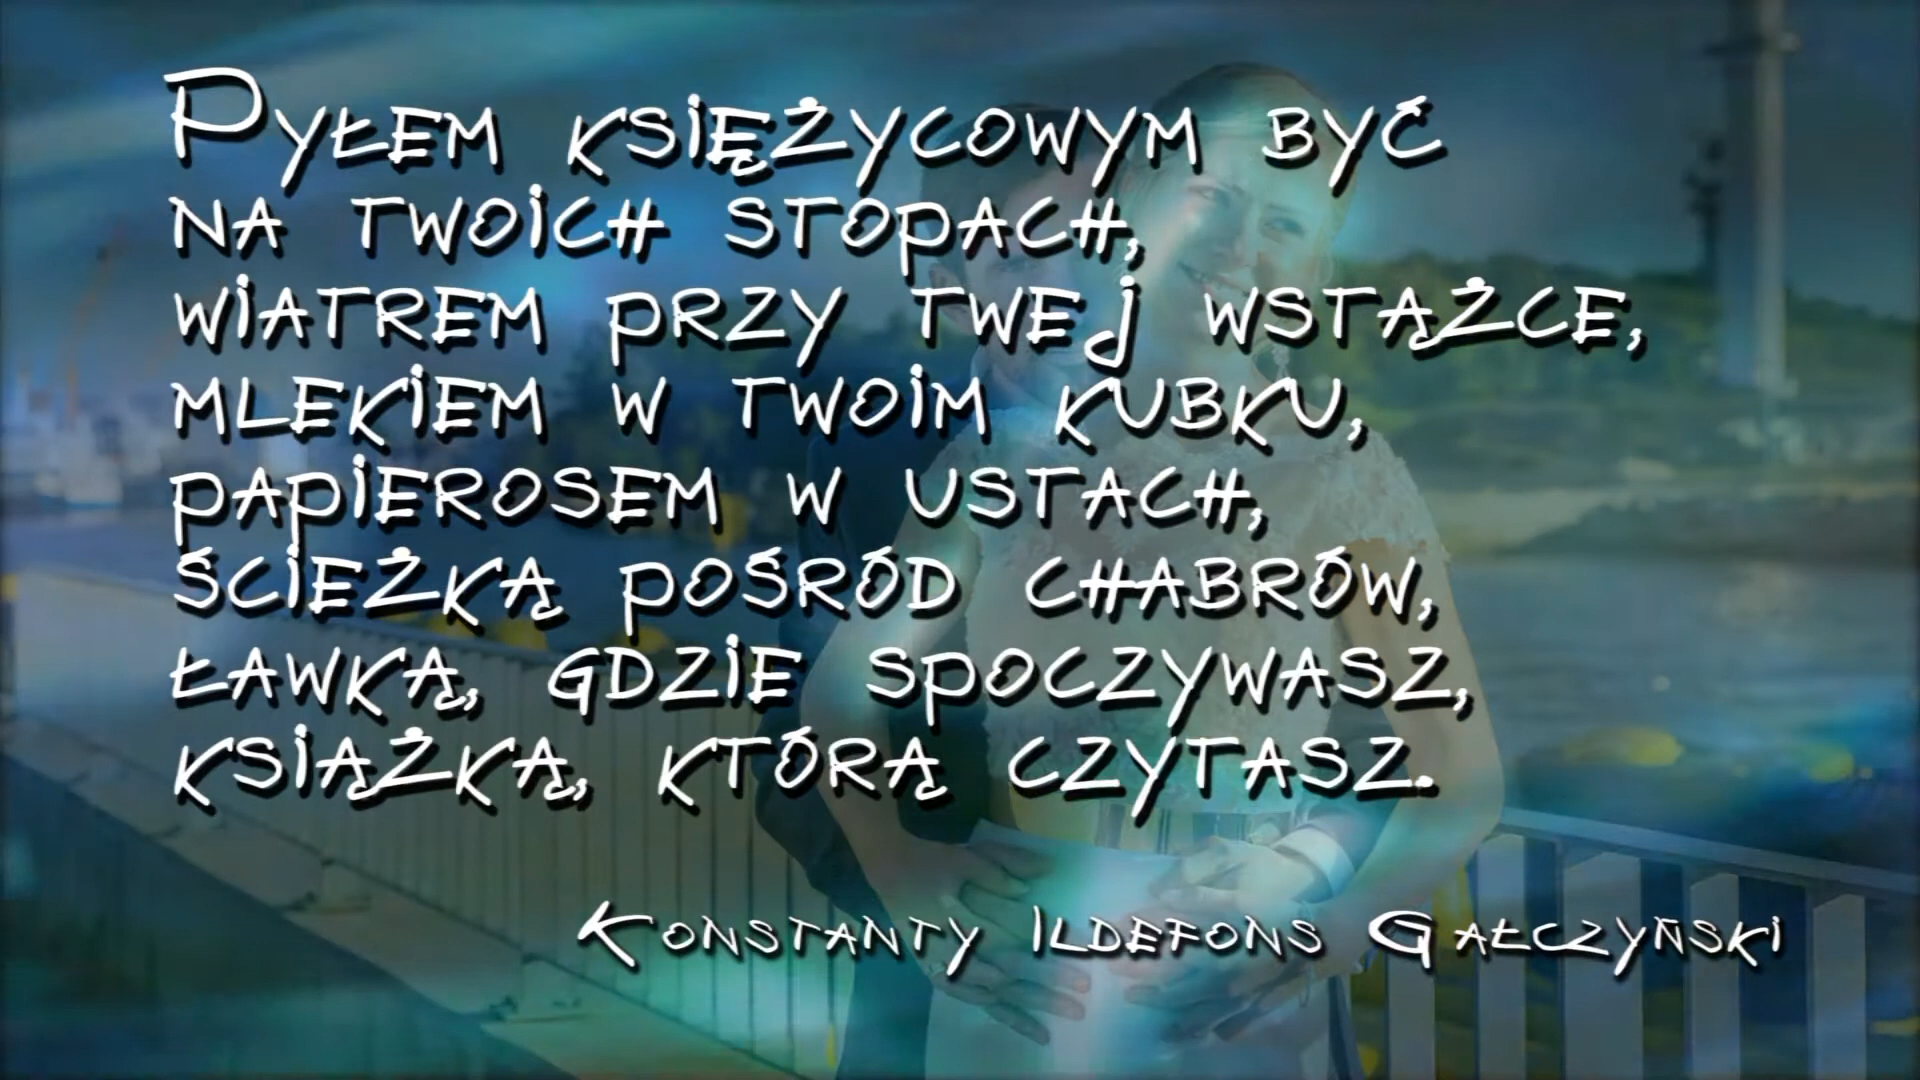 Pyłem księżycowym być
na twoich stopach,
wiatrem przy twej wstążce,
mlekiem w twoim kubku,
papierosem w ustach,
ścieżką pośród chabrów,
ławką, gdzie spoczywasz,
książką, którą czytasz.
Konstanty Ildefons Gałczyński